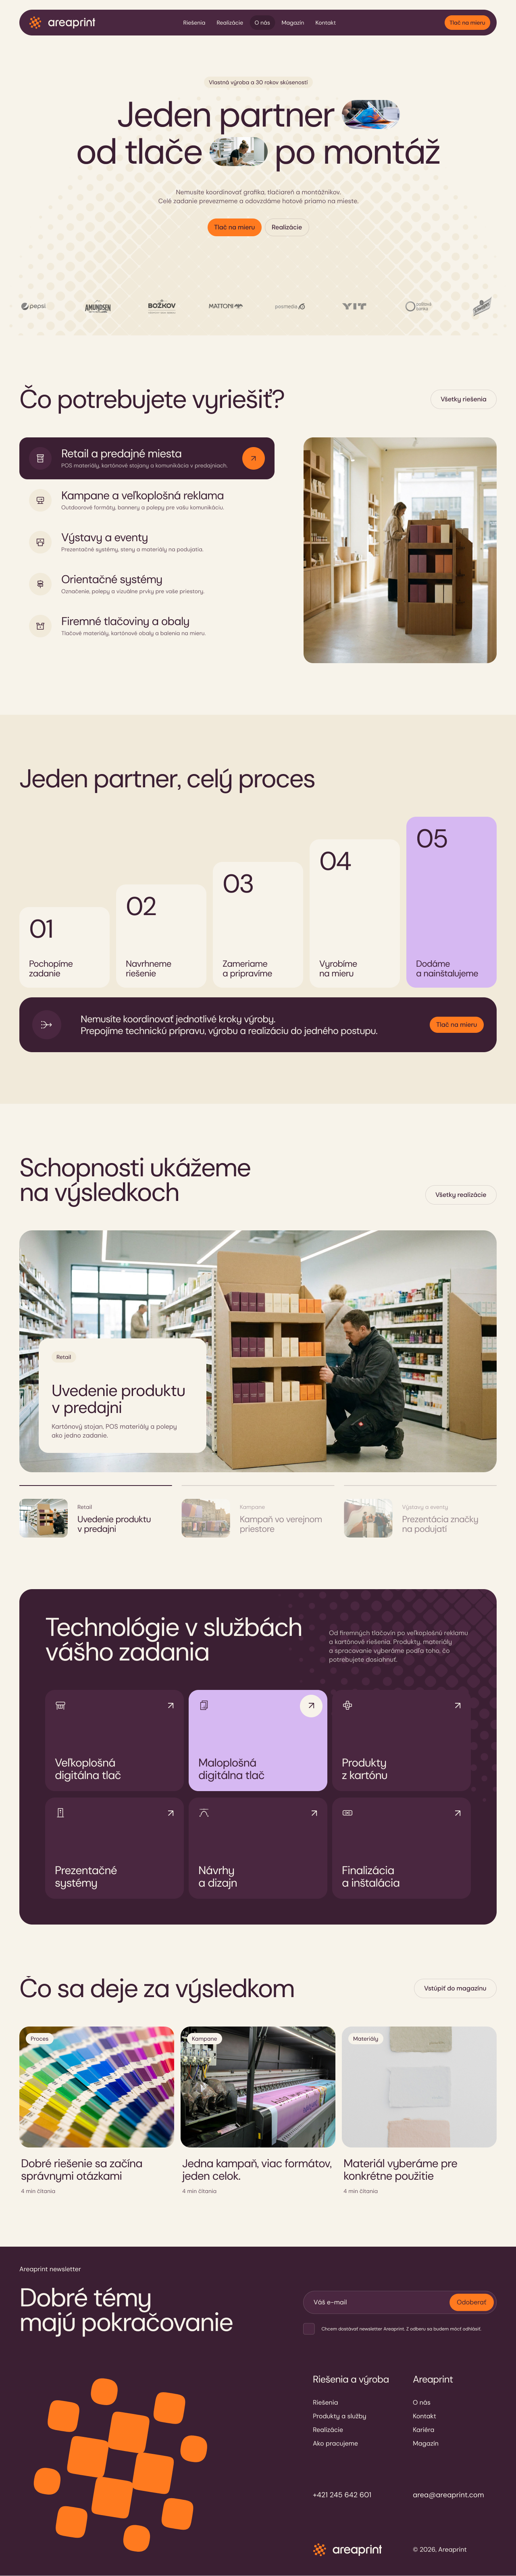 areaprint
Riešenia
Realizácie
O nás
Magazín
Kontakt
Tlač na mieru
Vlastná výroba a 30 rokov skúseností
Jeden partner
od tlače po montáž
Nemusíte koordinovať grafika, tlačiareň a montážnikov.
Celé zadanie prevezmeme a odovzdáme hotové priamo na mieste.
Tlač na mieru
Realizácie
pepsi
AMUNDSEN
BOŽKOV
MATTONI
postmedia
YIT
Čo potrebujete vyriešiť?
Všetky riešenia
Retail a predajné miesta
POS materiály, kartónové stojany a komunikácia v predajniach.
Kampane a veľkoplošná reklama
Outdoorové formáty, bannery a polepy pre vašu komunikáciu.
Výstavy a eventy
Prezentačné systémy, steny a materiály na podujatia.
Orientačné systémy
Označenie, polepy a vizuálne prvky pre vaše priestory.
Firemné tlačoviny a obaly
Tlačové materiály, kartónové obaly a balenia na mieru.
Jeden partner, celý proces
01
Pochopíme
zadanie
02
Navrhneme
riešenie
03
Zameriame
a pripravíme
04
Vyrobíme
na mieru
05
Dodáme
a nainštalujeme
Nemusíte koordinovať jednotlivé kroky výroby.
Prepojíme technickú prípravu, výrobu a realizáciu do jedného postupu.
Tlač na mieru
Schopnosti ukážeme
na výsledkoch
Všetky realizácie
Retail
Uvedenie produktu
v predajni
Kartónový stojan, POS materiály a polepy
ako jedno zadanie.
Retail
Uvedenie produktu
v predajni
Kampane
Kampaň vo verejnom
priestore
Výstavy a eventy
Prezentácia značky
na podujatí
Technológie v službách
vášho zadania
Od firemných tlačovín po veľkoplošnú reklamu
a kartónové riešenia. Produkty, materiály
a spracovanie vyberáme podľa toho, čo
potrebujete dosiahnuť.
Veľkoplošná
digitálna tlač
Maloplošná
digitálna tlač
Produkty
z kartónu
Prezentačné
systémy
Návrhy
a dizajn
Finalizácia
a inštalácia
Čo sa deje za výsledkom
Vstúpiť do magazínu
Proces
Dobré riešenie sa začína
správnymi otázkami
4 min čítania
Kampane
Jedna kampaň, viac formátov,
jeden celok.
4 min čítania
Materiály
Materiál vyberáme pre
konkrétne použitie
4 min čítania
Areaprint newsletter
Dobré témy
majú pokračovanie
Váš e-mail
Odoberať
Chcem dostávať newsletter Areaprint. Z odberu sa budem môcť odhlásiť.
Riešenia a výroba
Riešenia
Produkty a služby
Realizácie
Ako pracujeme
Areaprint
O nás
Kontakt
Kariéra
Magazín
+421 245 642 601
area@areaprint.com
areaprint
© 2026, Areaprint